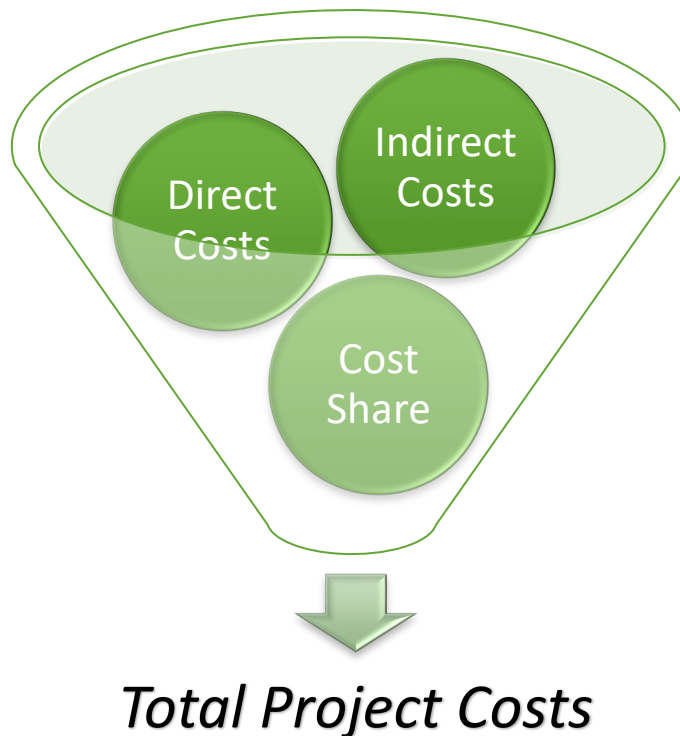 Indirect
Costs
Direct
Costs
Cost
Share
Total Project Costs